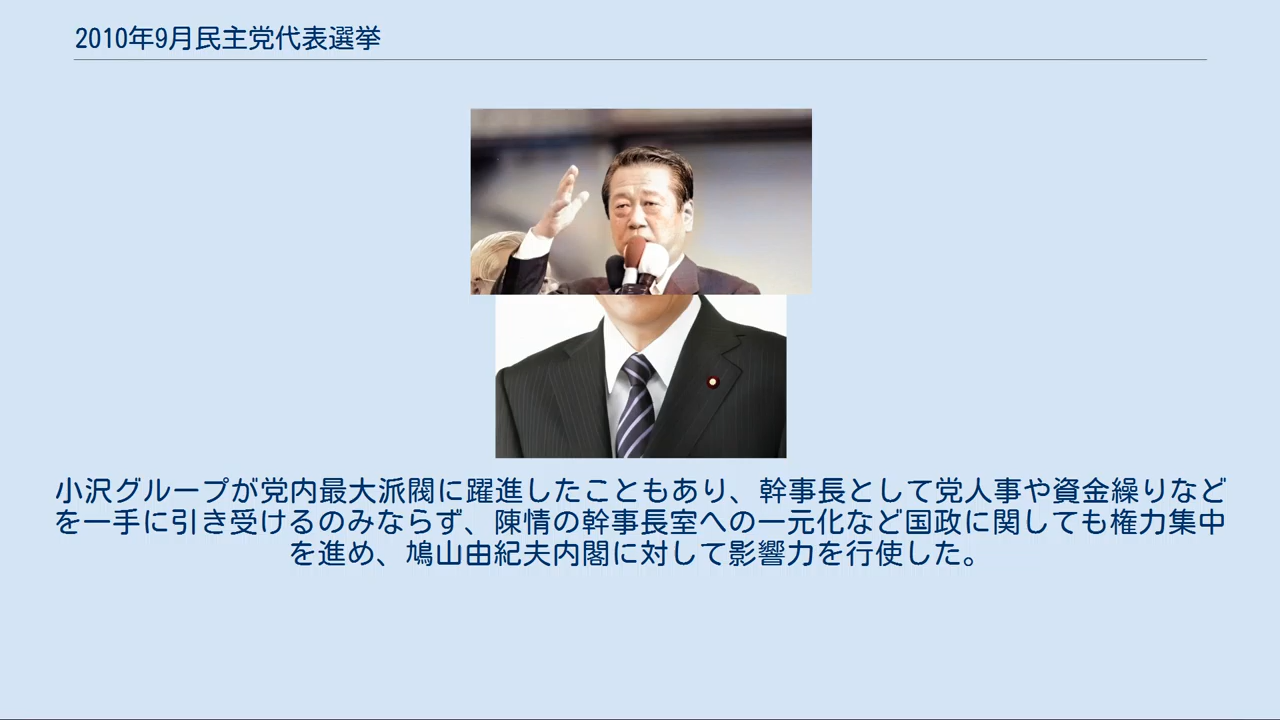 2010年9月民主党代表選挙
小沢グループが党内最大派閥に躍進したこともあり、幹事長として党人事や資金繰りなど
を一手に引き受けるのみならず、陳情の幹事長室への一元化など国政に関しても権力集中
を進め、鳩山由紀夫内閣に対して影響力を行使した。